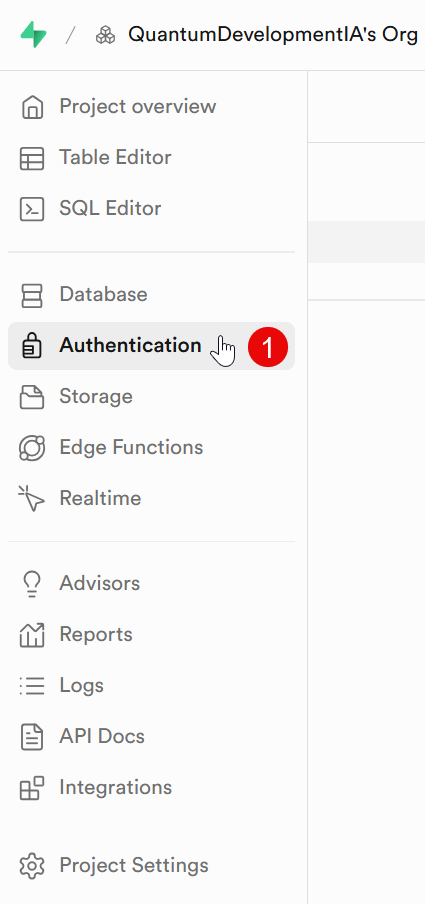 / QuantumDevelopmentIA's Org
Project overview
Table Editor
SQL Editor
Database
Authentication 1
Storage
Edge Functions
Realtime
Advisors
Reports
Logs
API Docs
Integrations
Project Settings